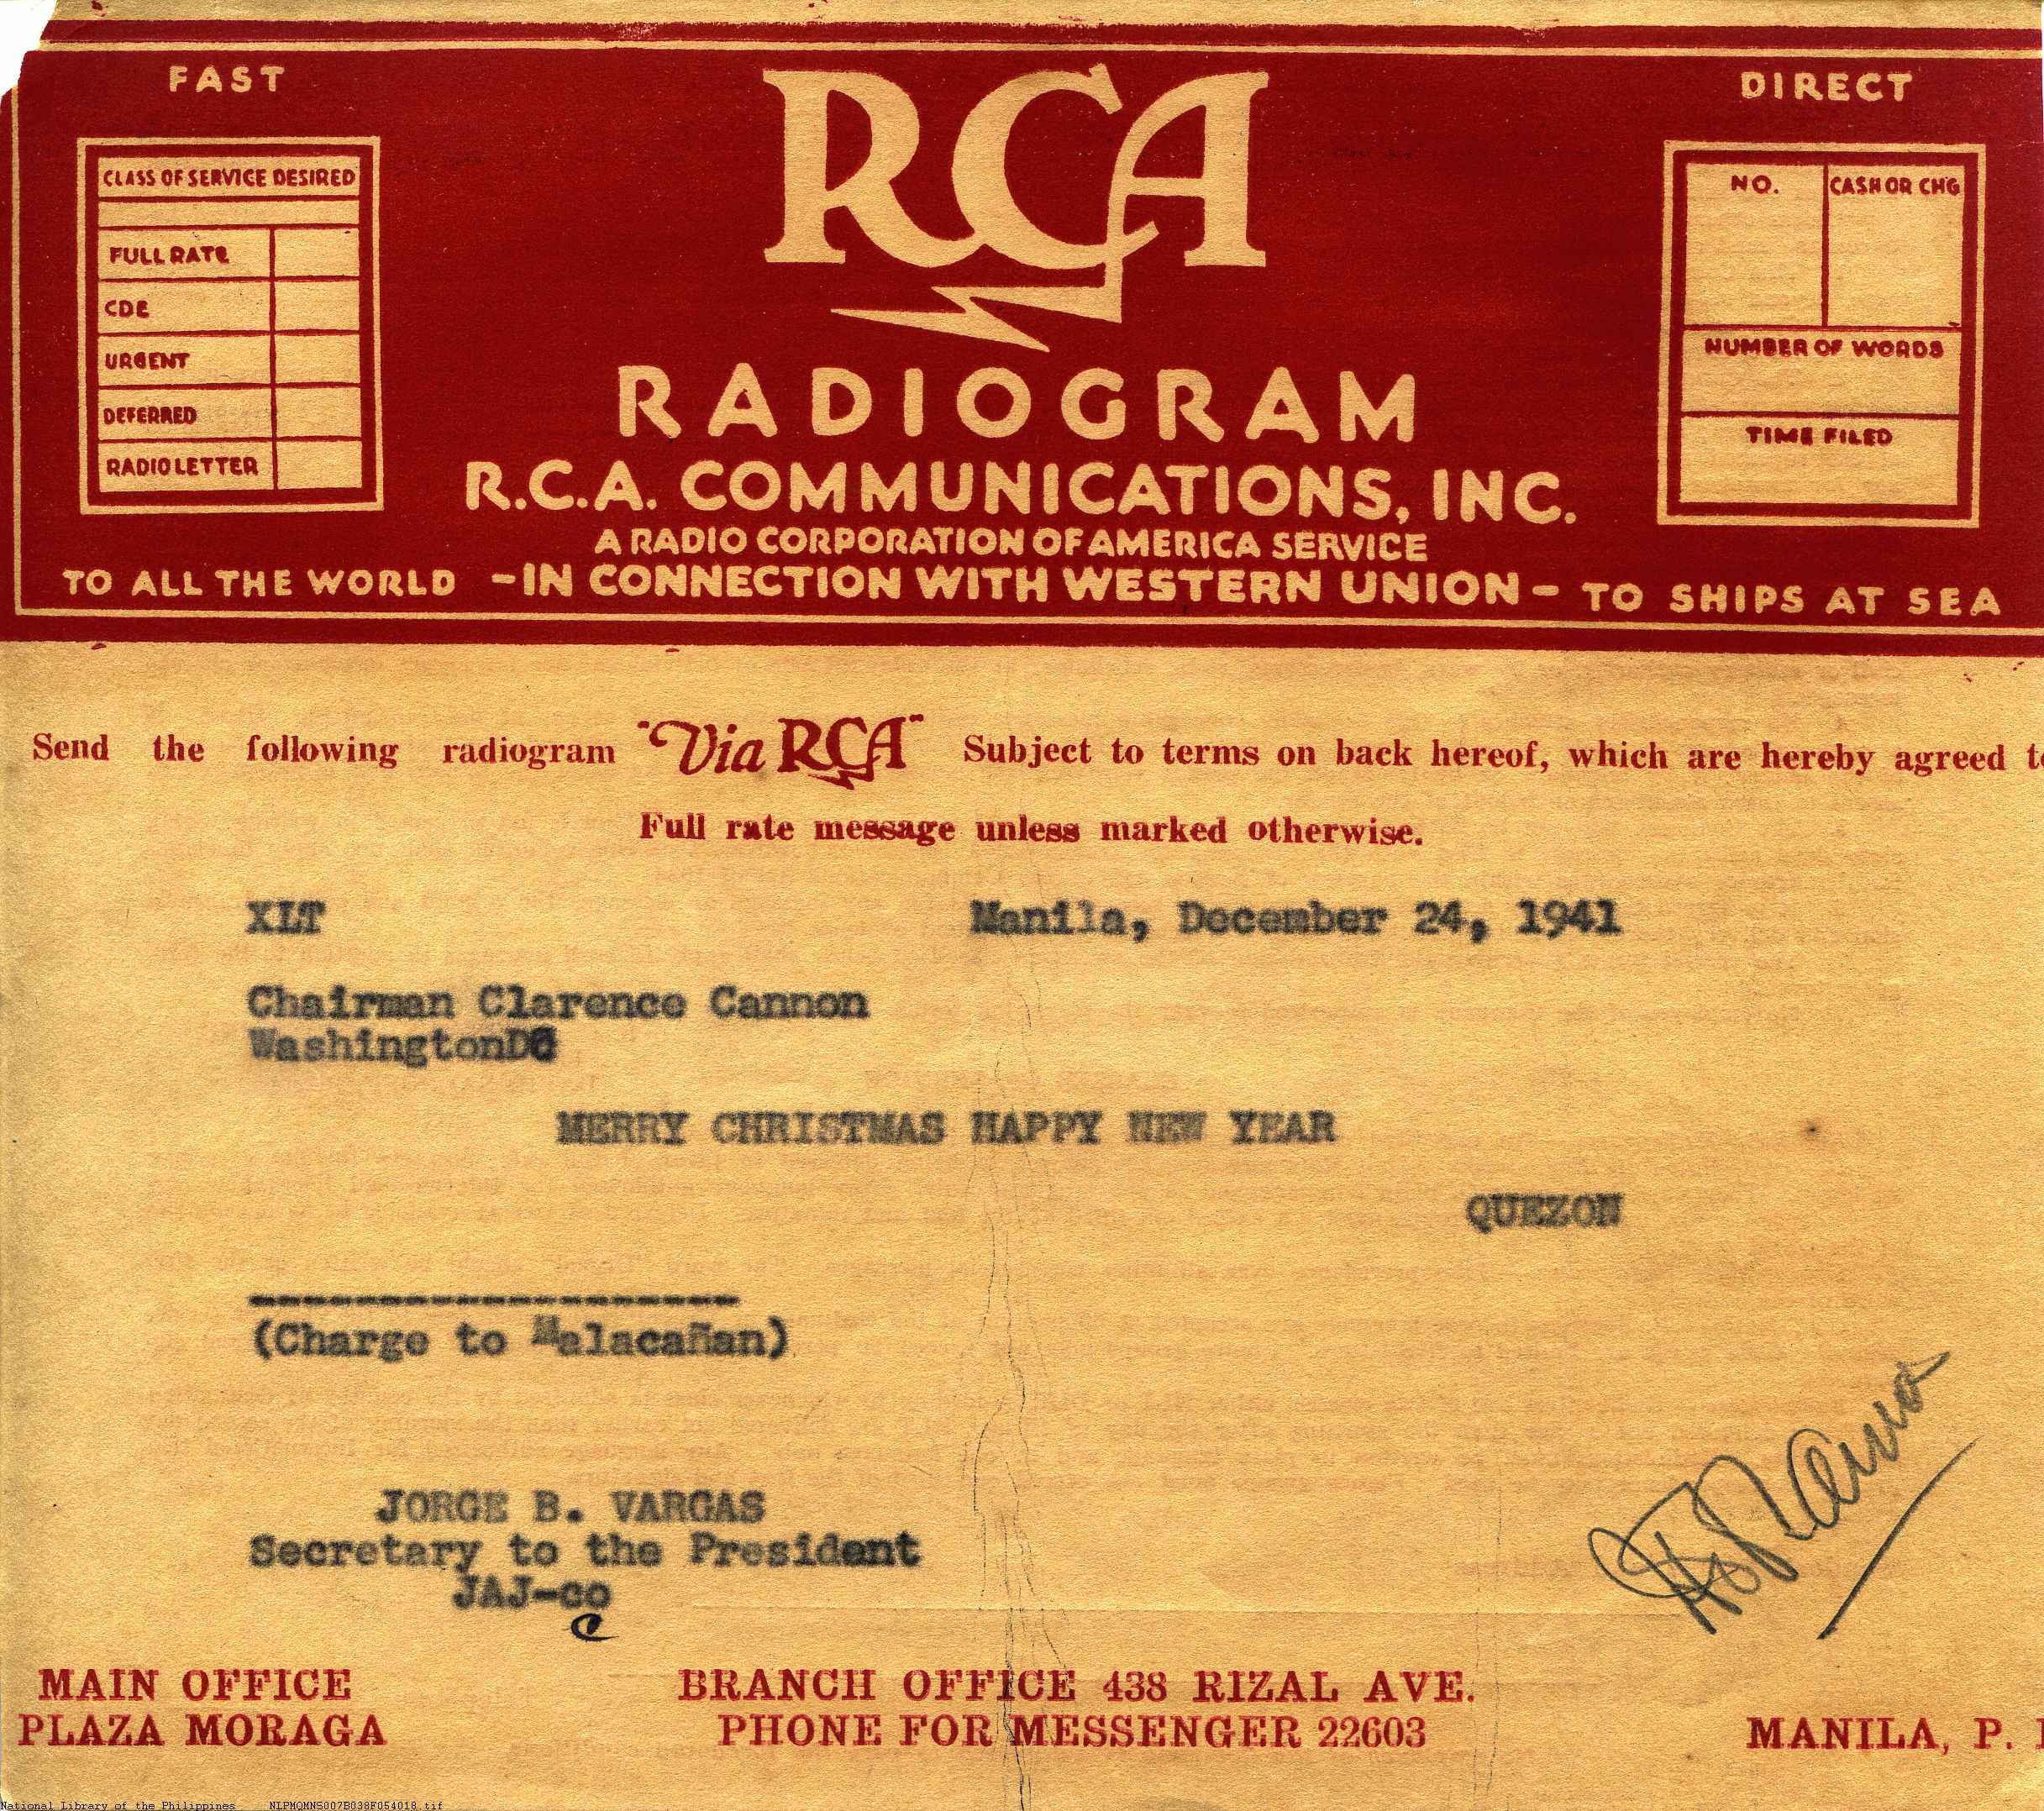 FAST
DIRECT
RCA
CLASS OF SERVICE DESIRED
FULL RATE
CDE
URGENT
DEFERRED
RADIOLETTER
NO.
CASH OR CHG
NUMBER OF WORDS
TIME FILED
RADIOGRAM
R.C.A. COMMUNICATIONS, INC.
A RADIO CORPORATION OF AMERICA SERVICE
TO ALL THE WORLD -IN CONNECTION WITH WESTERN UNION- TO SHIPS AT SEA
Send the following radiogram "Via RCA" Subject to terms on back hereof, which are hereby agreed to
Full rate message unless marked otherwise.
XLT
Manila, December 24, 1941
Chairman Clarence Cannon
WashingtonDC
MERRY CHRISTMAS HAPPY NEW YEAR
QUEZON
-------------------
(Charge to Malacañan)
JORGE B. VARGAS
Secretary to the President
JAJ-co
c
MAIN OFFICE
PLAZA MORAGA
BRANCH OFFICE 438 RIZAL AVE.
PHONE FOR MESSENGER 22603
MANILA, P.
National Library of the Philippines NLPMQMNS007B038F054018.tif